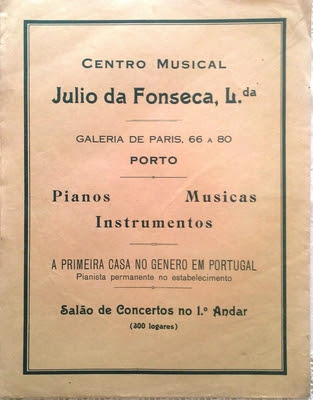 CENTRO MUSICAL
Julio da Fonseca, L.da
GALERIA DE PARIS, 66 A 80
PORTO
Pianos Musicas
Instrumentos
A PRIMEIRA CASA NO GENERO EM PORTUGAL
Pianista permanente no estabelecimento
Salão de Concertos no 1.º Andar
(300 logares)